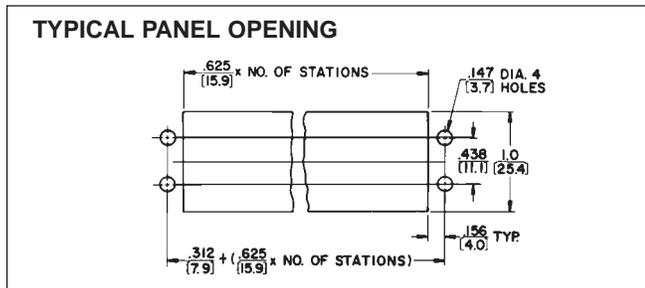 TYPICAL PANEL OPENING
.625
[15.9] x NO. OF STATIONS
.147 DIA. 4
[3.7] HOLES
.438
[11.1]
1.0
[25.4]
.156 TYP.
[4.0]
.312 + (.625 x NO. OF STATIONS)
[7.9] [15.9]